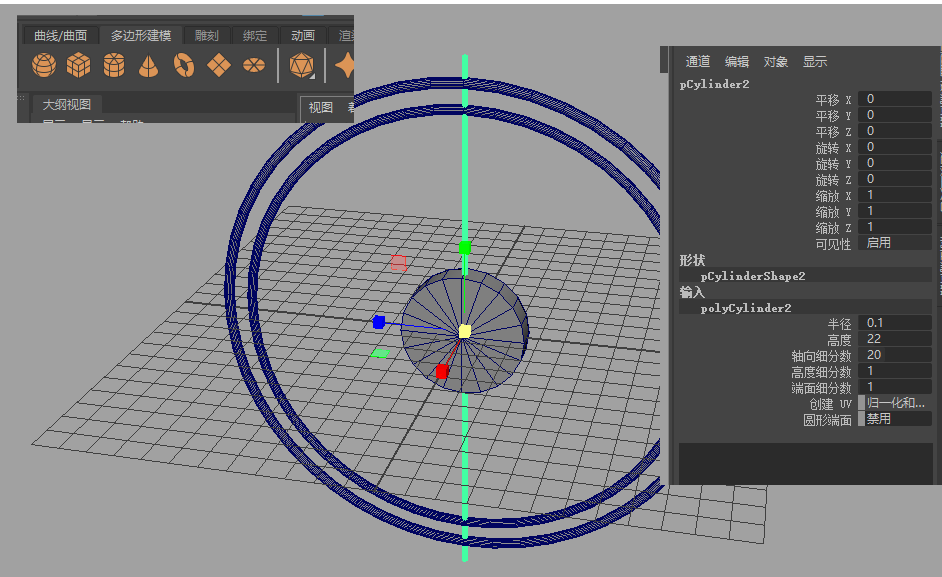 曲线/曲面 多边形建模 雕刻 绑定 动画
大纲视图
视图
通道 编辑 对象 显示
pCylinder2
平移 X 0
平移 Y 0
平移 Z 0
旋转 X 0
旋转 Y 0
旋转 Z 0
缩放 X 1
缩放 Y 1
缩放 Z 1
可见性 启用
形状
pCylinderShape2
输入
polyCylinder2
半径 0.1
高度 22
轴向细分数 20
高度细分数 1
端面细分数 1
创建 UV 归一化和...
圆形端面 禁用